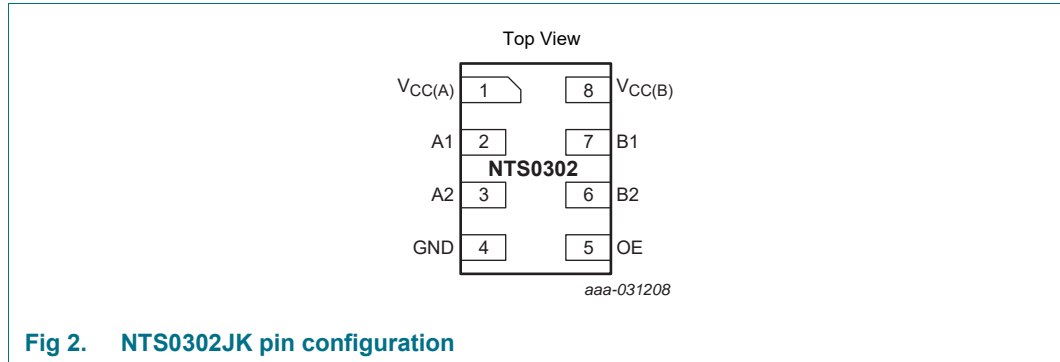 Top View
VCC(A) 1 8 VCC(B)
A1 2 7 B1
NTS0302
A2 3 6 B2
GND 4 5 OE
aaa-031208
Fig 2. NTS0302JK pin configuration